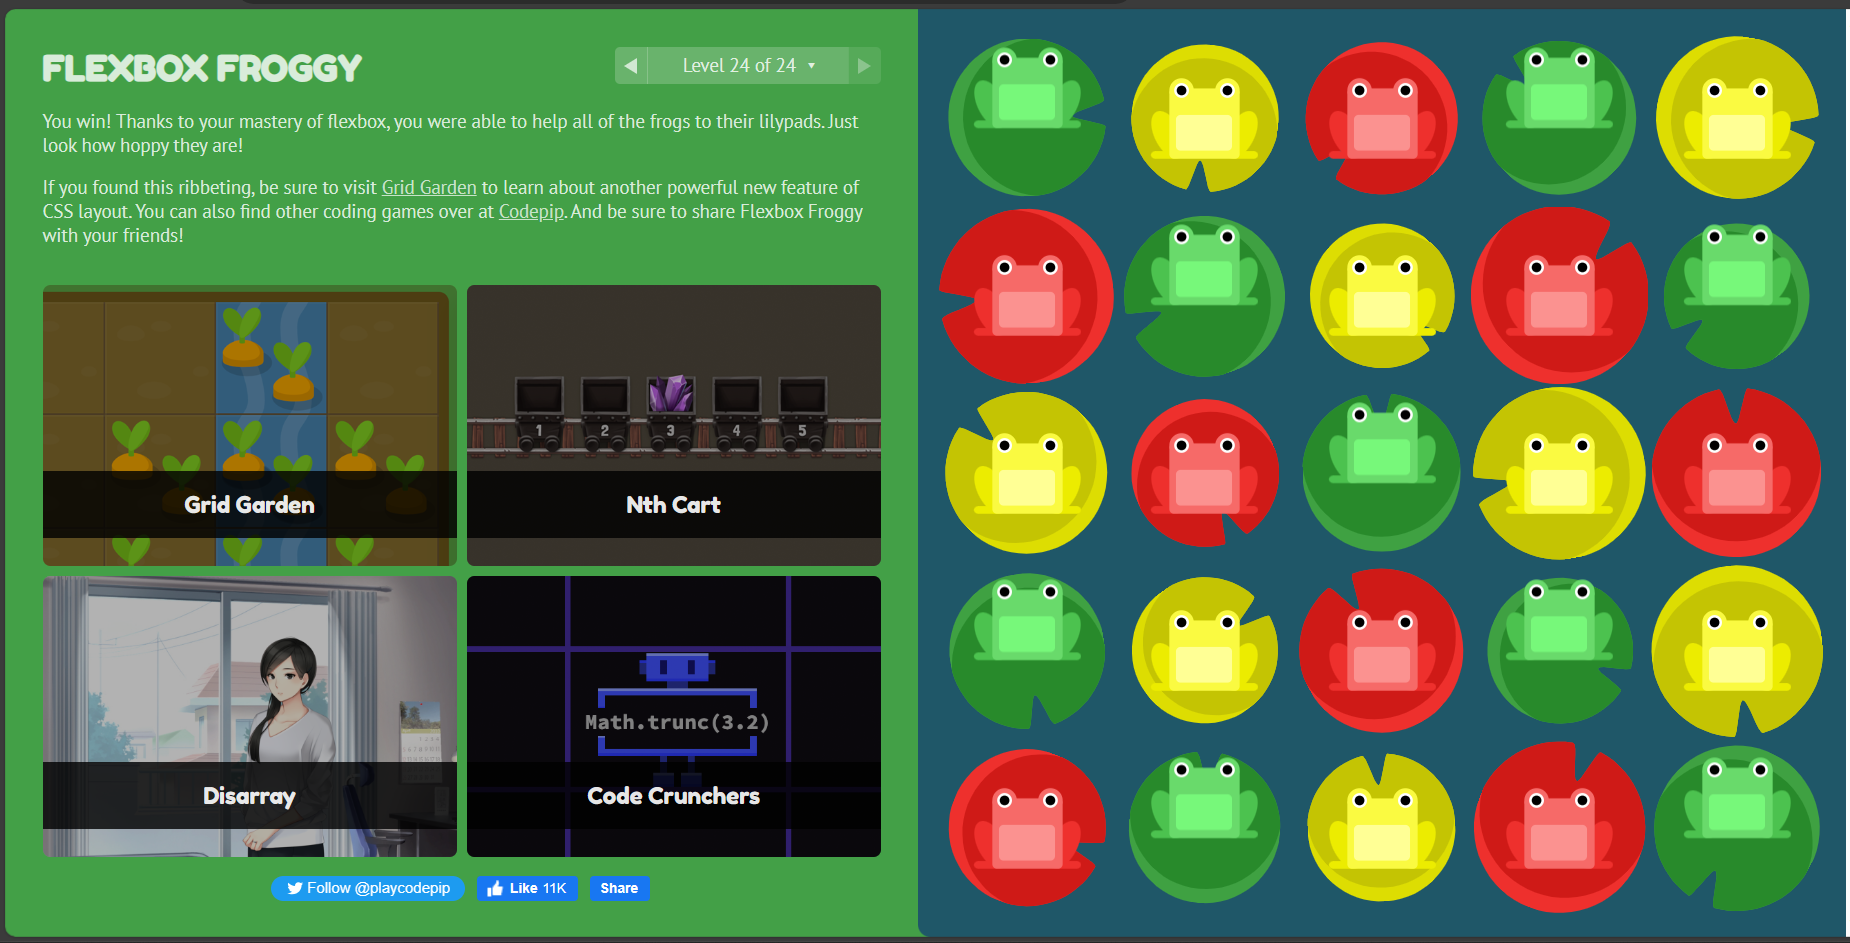 FLEXBOX FROGGY
Level 24 of 24
You win! Thanks to your mastery of flexbox, you were able to help all of the frogs to their lilypads. Just
look how hoppy they are!
If you found this ribbeting, be sure to visit Grid Garden to learn about another powerful new feature of
CSS layout. You can also find other coding games over at Codepip. And be sure to share Flexbox Froggy
with your friends!
1 2 3 4 5
Grid Garden
Nth Cart
Math.trunc(3.2)
Disarray
Code Crunchers
Follow @playcodepip
Like 11K
Share